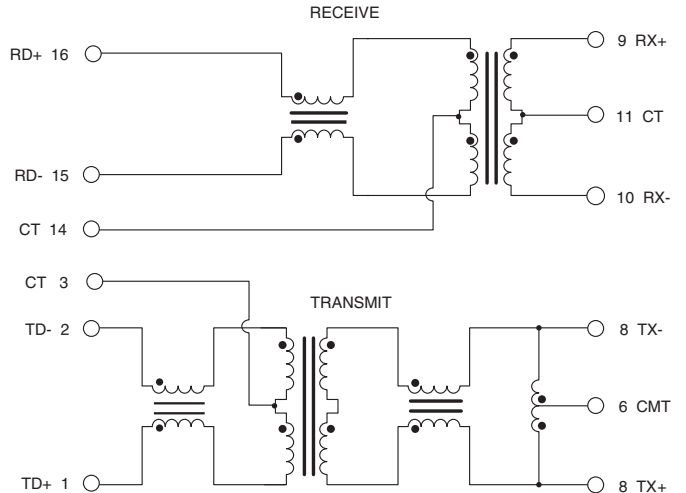 RECEIVE
RD+ 16
9 RX+
11 CT
RD- 15
10 RX-
CT 14
CT 3
TRANSMIT
TD- 2
8 TX-
6 CMT
TD+ 1
8 TX+